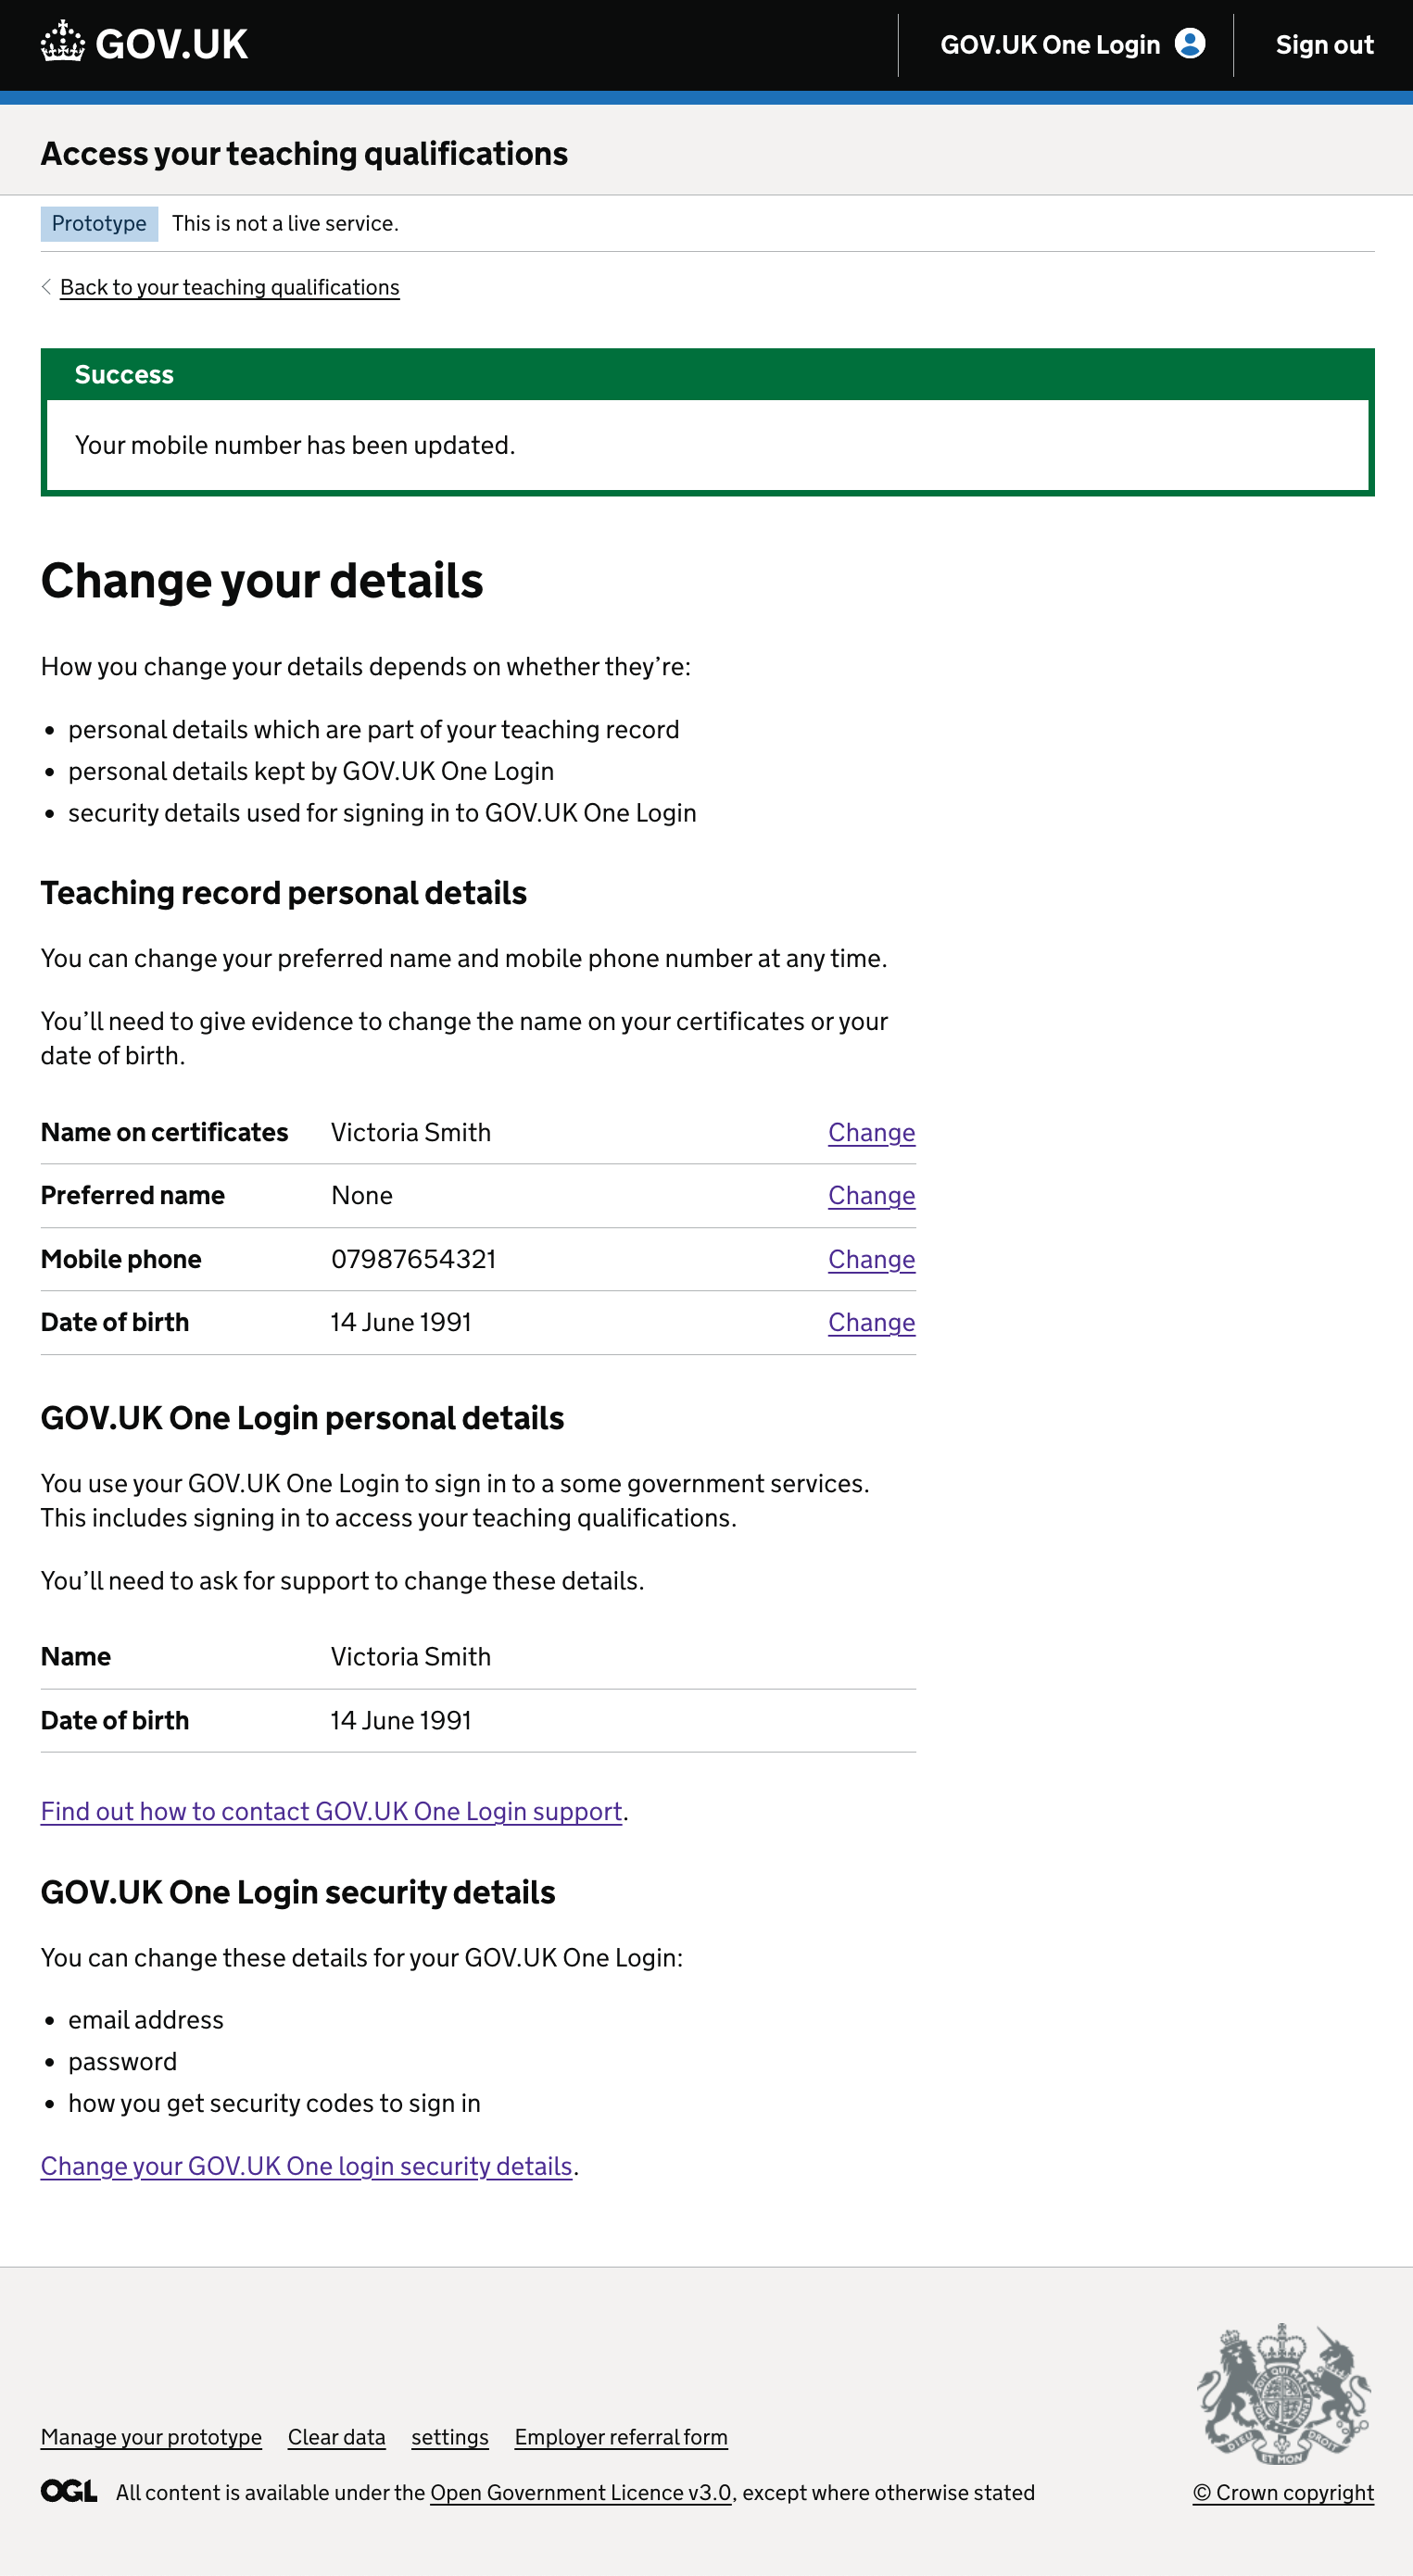 GOV.UK
GOV.UK One Login
Sign out
Access your teaching qualifications
Prototype This is not a live service.
Back to your teaching qualifications
Success
Your mobile number has been updated.
Change your details
How you change your details depends on whether they’re:
• personal details which are part of your teaching record
• personal details kept by GOV.UK One Login
• security details used for signing in to GOV.UK One Login
Teaching record personal details
You can change your preferred name and mobile phone number at any time.
You’ll need to give evidence to change the name on your certificates or your
date of birth.
Name on certificates Victoria Smith Change
Preferred name None Change
Mobile phone 07987654321 Change
Date of birth 14 June 1991 Change
GOV.UK One Login personal details
You use your GOV.UK One Login to sign in to a some government services.
This includes signing in to access your teaching qualifications.
You’ll need to ask for support to change these details.
Name Victoria Smith
Date of birth 14 June 1991
Find out how to contact GOV.UK One Login support.
GOV.UK One Login security details
You can change these details for your GOV.UK One Login:
• email address
• password
• how you get security codes to sign in
Change your GOV.UK One login security details.
Manage your prototype Clear data settings Employer referral form
OGL All content is available under the Open Government Licence v3.0, except where otherwise stated
DIEU ET MON DROIT
© Crown copyright